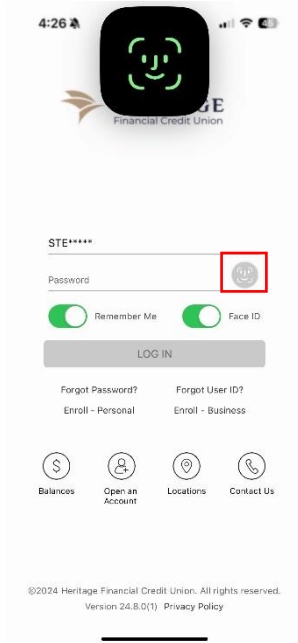 4:26
GE
Financial Credit Union
STE*****
Password
Remember Me
Face ID
LOG IN
Forgot Password?
Forgot User ID?
Enroll - Personal
Enroll - Business
$
Balances
Open an
Account
Locations
Contact Us
©2024 Heritage Financial Credit Union. All rights reserved.
Version 24.8.0(1) Privacy Policy